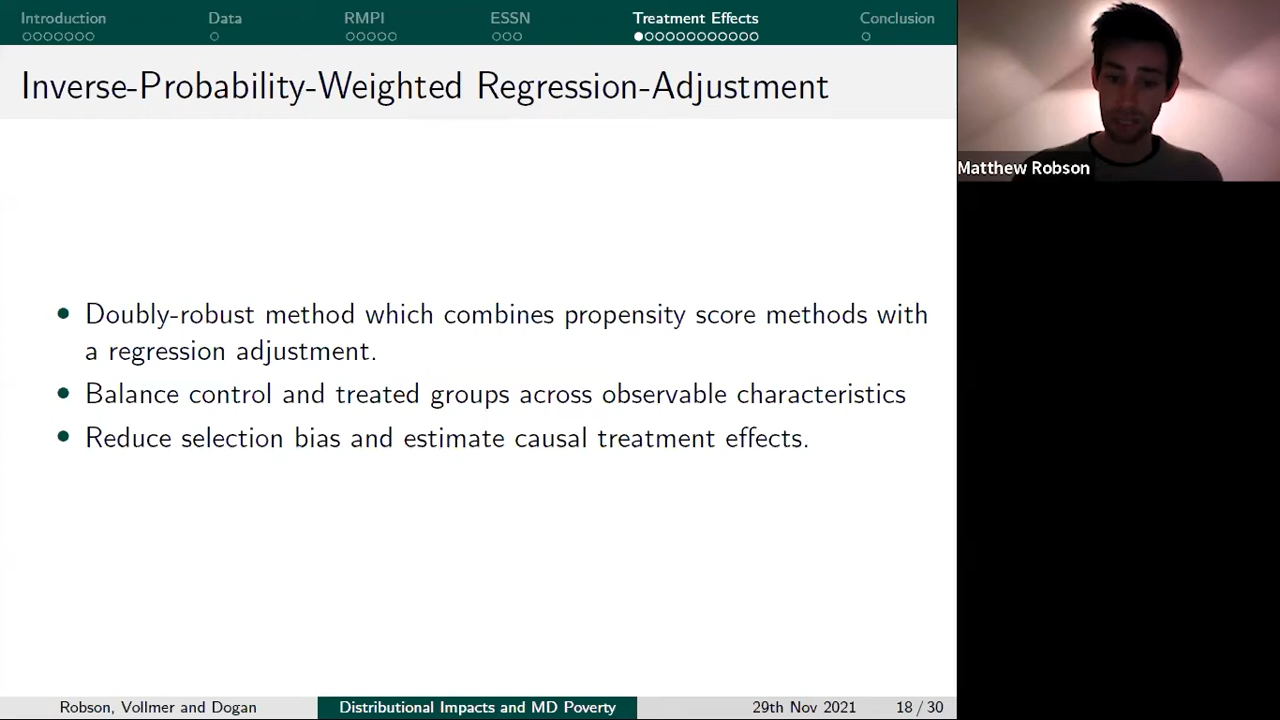 Introduction
Data
RMPI
ESSN
Treatment Effects
Conclusion
Inverse-Probability-Weighted Regression-Adjustment
Matthew Robson
• Doubly-robust method which combines propensity score methods with
a regression adjustment.
• Balance control and treated groups across observable characteristics
• Reduce selection bias and estimate causal treatment effects.
Robson, Vollmer and Dogan
Distributional Impacts and MD Poverty
29th Nov 2021
18 / 30